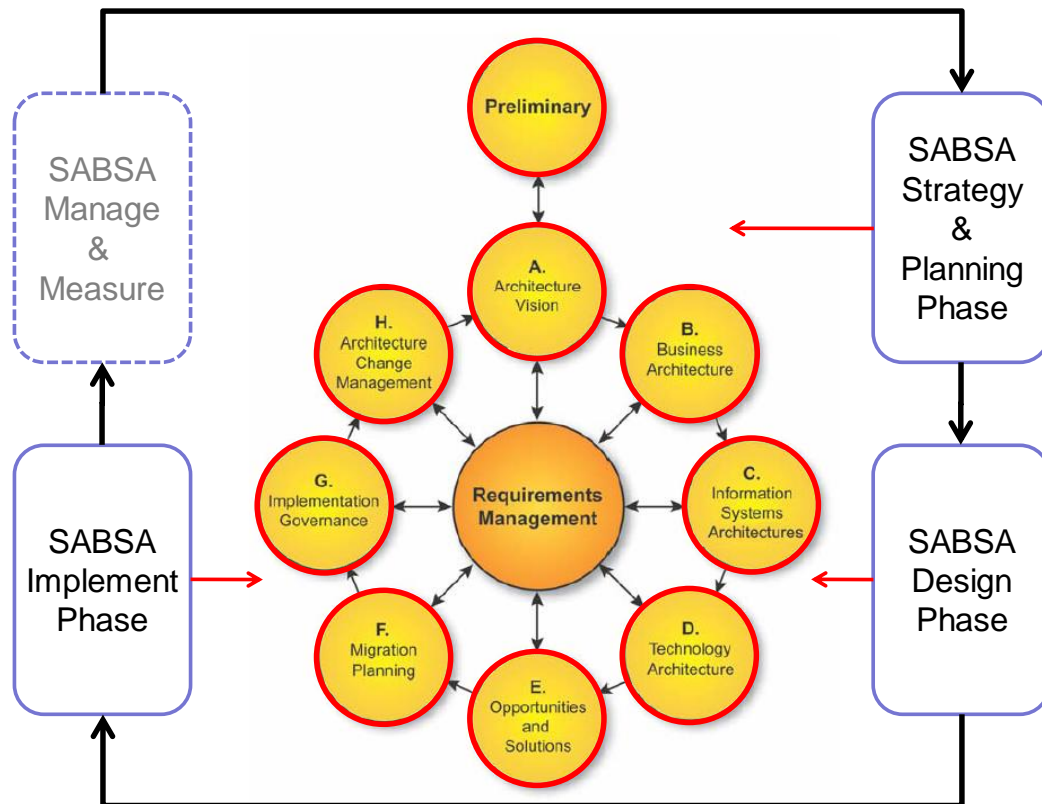 Preliminary
SABSA
Manage
&
Measure
SABSA
Strategy
&
Planning
Phase
A.
Architecture
Vision
H.
Architecture
Change
Management
B.
Business
Architecture
G.
Implementation
Governance
Requirements
Management
C.
Information
Systems
Architectures
SABSA
Implement
Phase
SABSA
Design
Phase
F.
Migration
Planning
D.
Technology
Architecture
E.
Opportunities
and
Solutions